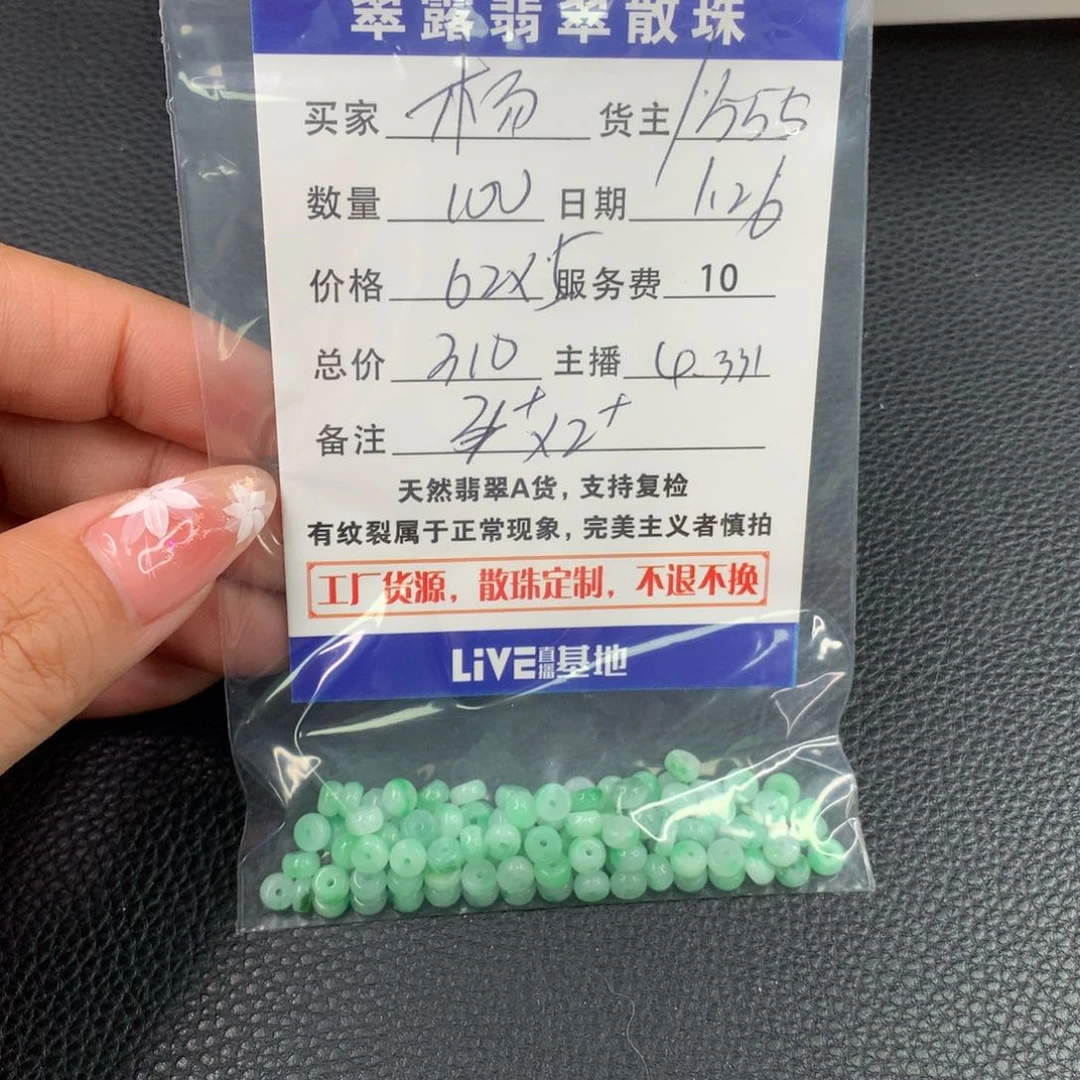 翠露翡翠散珠
买家 杨 货主
数量 100 日期 1.26
价格 62x5 服务费 10
总价 310 主播
备注
天然翡翠A货，支持复检
有纹裂属于正常现象，完美主义者慎拍
工厂货源，散珠定制，不退不换
LiVE直播基地